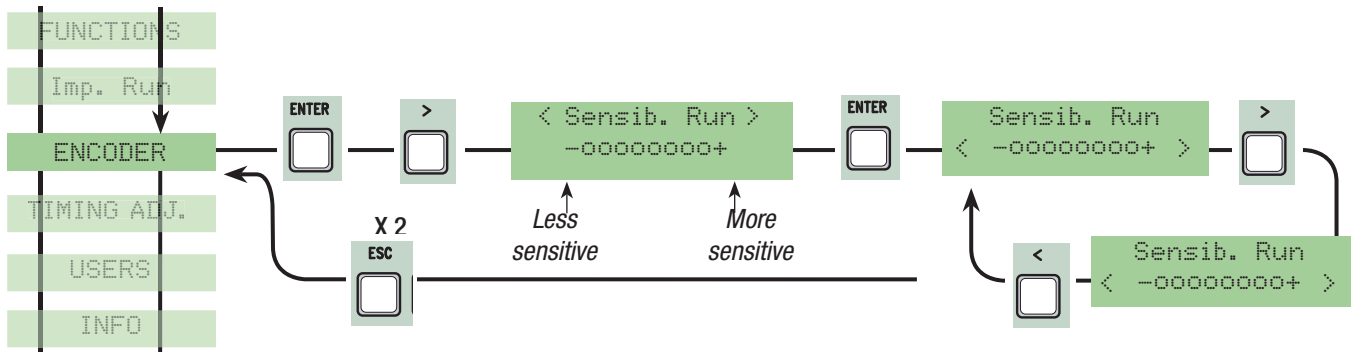 FUNCTIONS
Imp. Run
ENCODER
TIMING ADJ.
USERS
INFO
ENTER
>
< Sensib. Run >
-oooooooo+
Less
sensitive
More
sensitive
ENTER
Sensib. Run
< -oooooooo+ >
>
Sensib. Run
< -oooooooo+ >
<
X 2
ESC